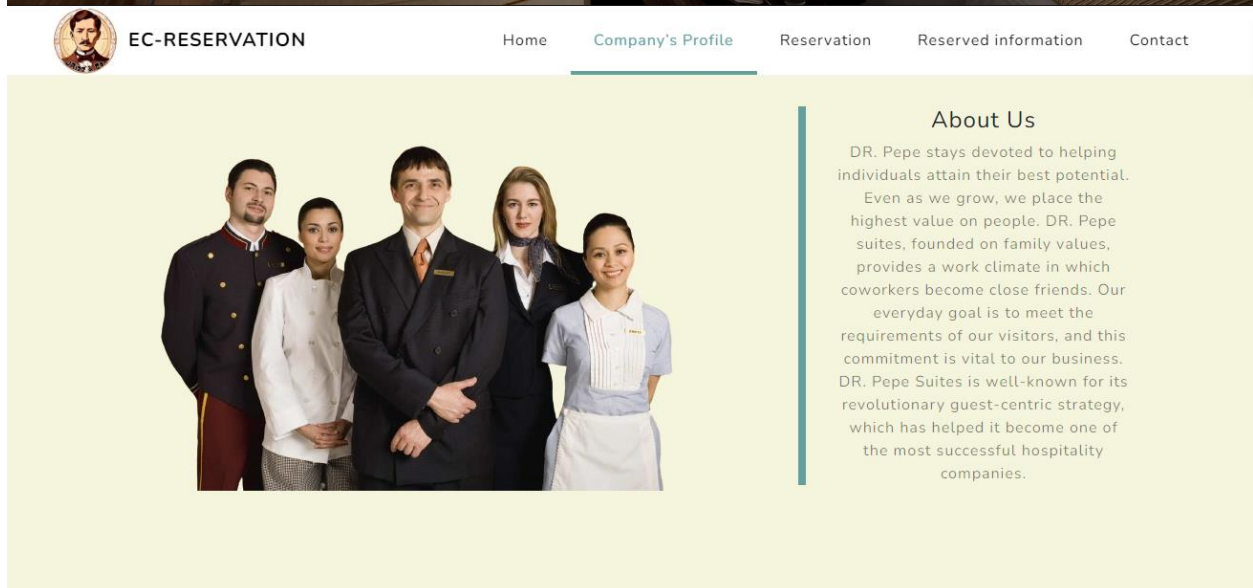 EC-RESERVATION
Home
Company's Profile
Reservation
Reserved information
Contact
About Us
DR. Pepe stays devoted to helping
individuals attain their best potential.
Even as we grow, we place the
highest value on people. DR. Pepe
suites, founded on family values,
provides a work climate in which
coworkers become close friends. Our
everyday goal is to meet the
requirements of our visitors, and this
commitment is vital to our business.
DR. Pepe Suites is well-known for its
revolutionary guest-centric strategy,
which has helped it become one of
the most successful hospitality
companies.